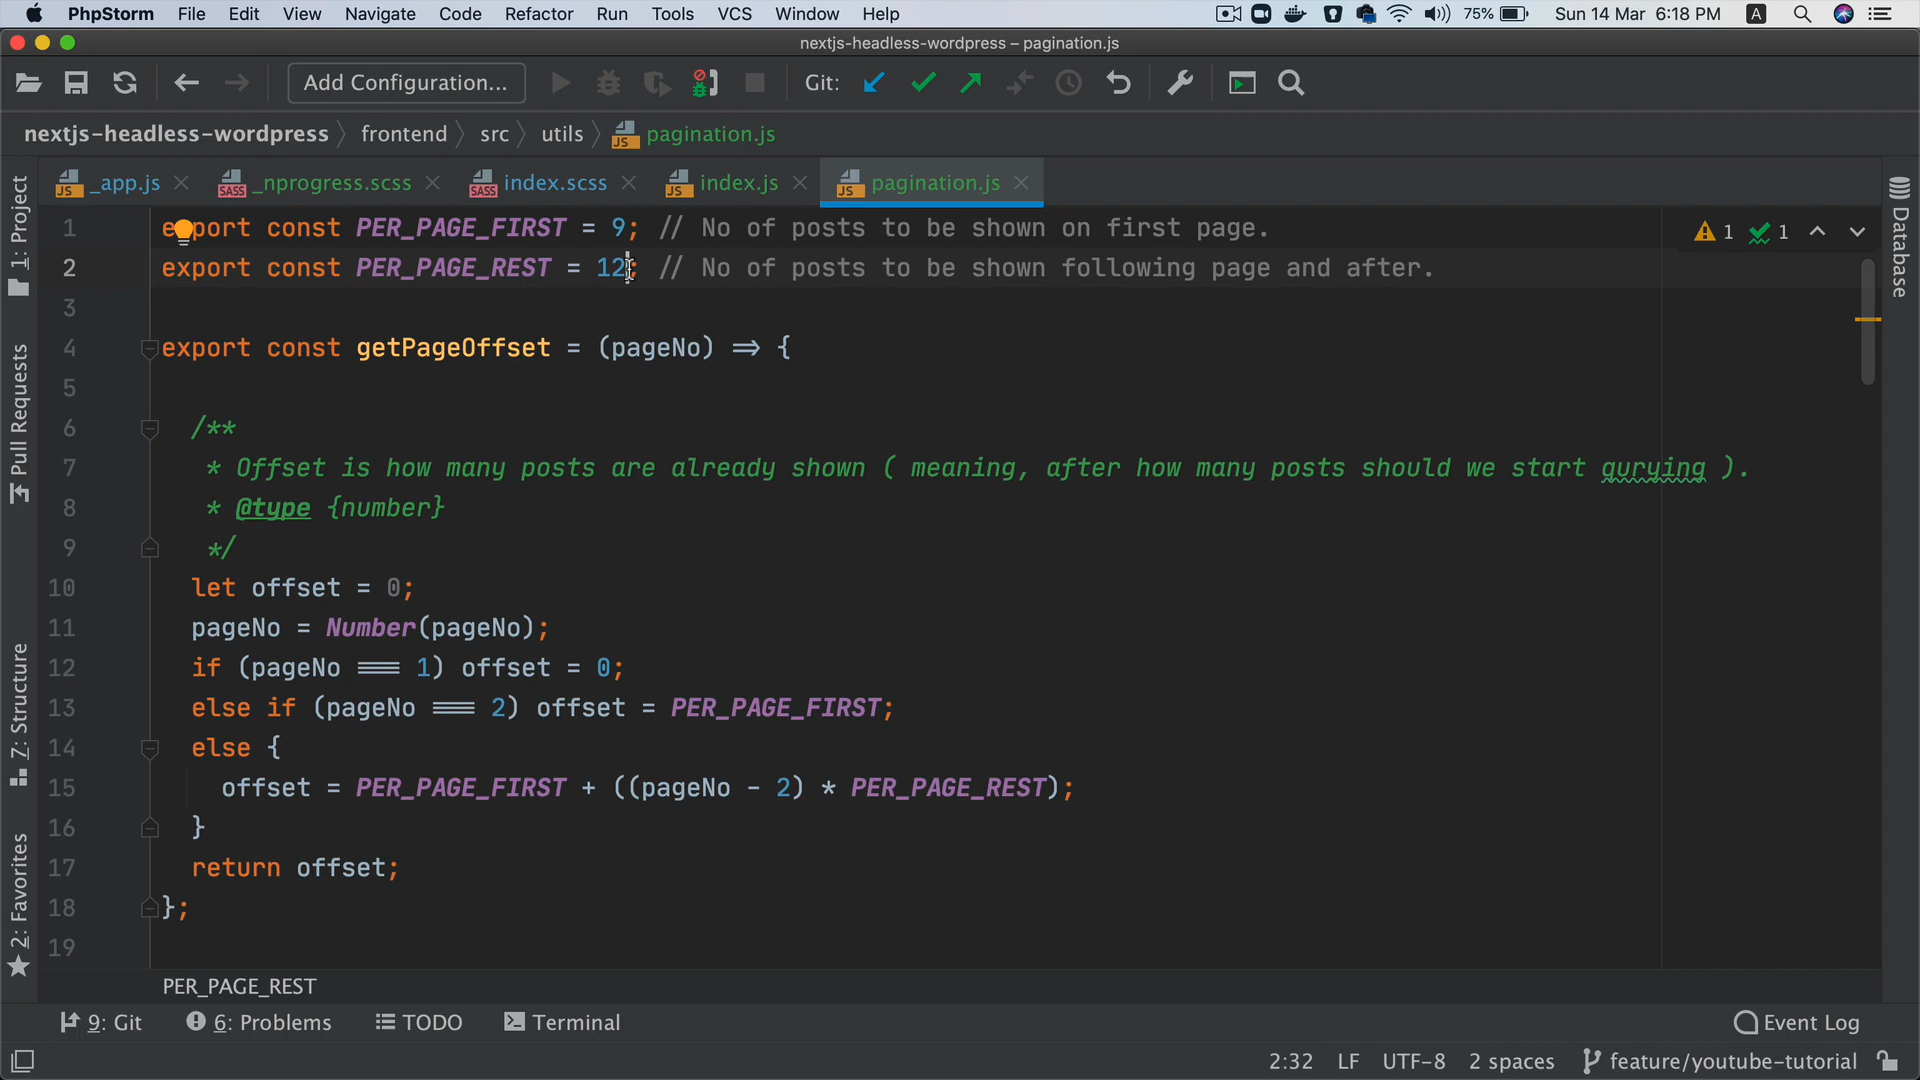 PhpStorm File Edit View Navigate Code Refactor Run Tools VCS Window Help 75% Sun 14 Mar 6:18 PM A
nextjs-headless-wordpress – pagination.js
Add Configuration... Git:
nextjs-headless-wordpress frontend src utils JS pagination.js
JS _app.js SASS _nprogress.scss SASS index.scss JS index.js JS pagination.js
1 export const PER_PAGE_FIRST = 9; // No of posts to be shown on first page.
2 export const PER_PAGE_REST = 12; // No of posts to be shown following page and after.
3
4 export const getPageOffset = (pageNo) => {
5
6 /**
7 * Offset is how many posts are already shown ( meaning, after how many posts should we start qurying ).
8 * @type {number}
9 */
10 let offset = 0;
11 pageNo = Number(pageNo);
12 if (pageNo === 1) offset = 0;
13 else if (pageNo === 2) offset = PER_PAGE_FIRST;
14 else {
15 offset = PER_PAGE_FIRST + ((pageNo - 2) * PER_PAGE_REST);
16 }
17 return offset;
18 };
19
1 1
1: Project
Pull Requests
7: Structure
2: Favorites
Database
PER_PAGE_REST
9: Git 6: Problems TODO Terminal Event Log
2:32 LF UTF-8 2 spaces feature/youtube-tutorial